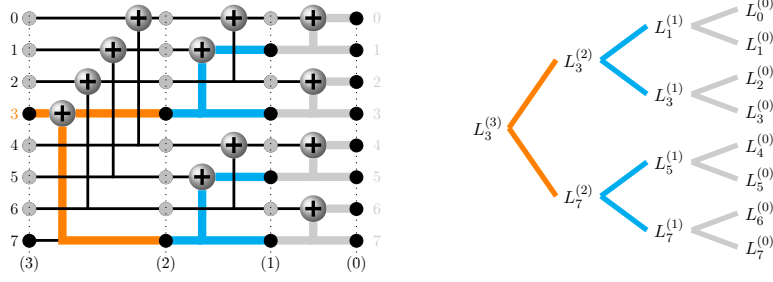 0 0
1 1
2 2
3 3
4 4
5 5
6 6
7 7
(3) (2) (1) (0)
L_3^{(3)}
L_3^{(2)}
L_7^{(2)}
L_1^{(1)}
L_3^{(1)}
L_5^{(1)}
L_7^{(1)}
L_0^{(0)}
L_1^{(0)}
L_2^{(0)}
L_3^{(0)}
L_4^{(0)}
L_5^{(0)}
L_6^{(0)}
L_7^{(0)}